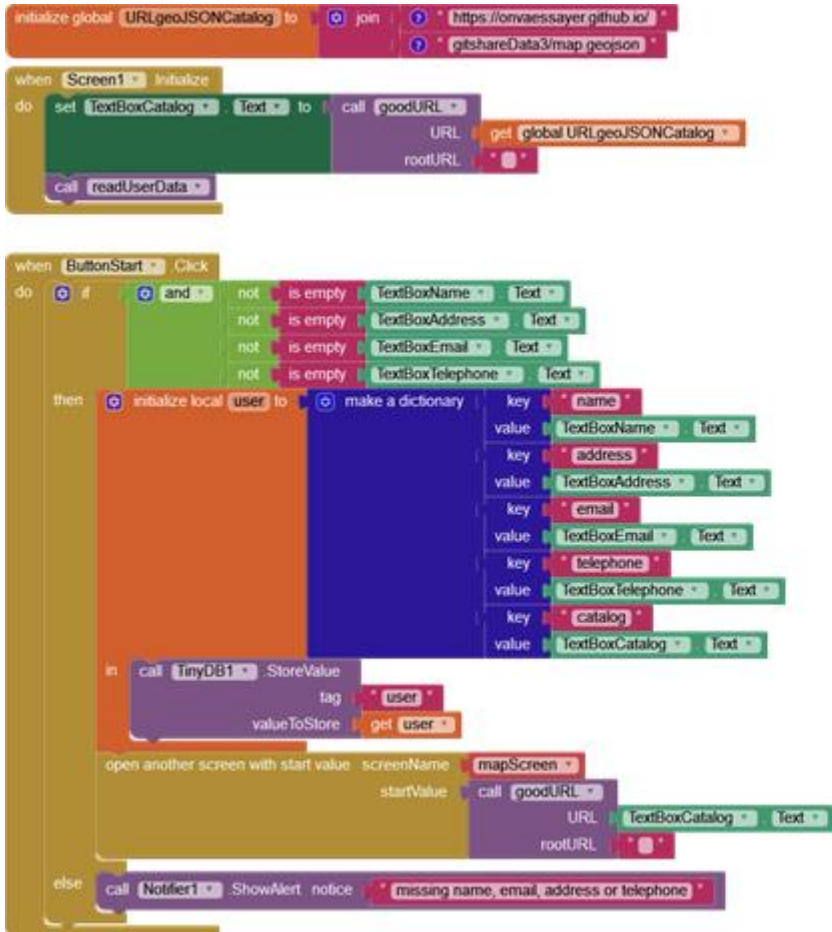 initialize global URLgeoJSONCatalog to join " https://onvaessayer.github.io/ "
" gitshareData3/map.geojson "
when Screen1 .Initialize
do set TextBoxCatalog . Text to call goodURL
URL get global URLgeoJSONCatalog
rootURL " "
call readUserData
when ButtonStart .Click
do if and not is empty TextBoxName . Text
not is empty TextBoxAddress . Text
not is empty TextBoxEmail . Text
not is empty TextBoxTelephone . Text
then initialize local user to make a dictionary key " name "
value TextBoxName . Text
key " address "
value TextBoxAddress . Text
key " email "
value TextBoxEmail . Text
key " telephone "
value TextBoxTelephone . Text
key " catalog "
value TextBoxCatalog . Text
in call TinyDB1 .StoreValue
tag " user "
valueToStore get user
open another screen with start value screenName mapScreen
startValue call goodURL
URL TextBoxCatalog . Text
rootURL " "
else call Notifier1 .ShowAlert notice " missing name, email, address or telephone "